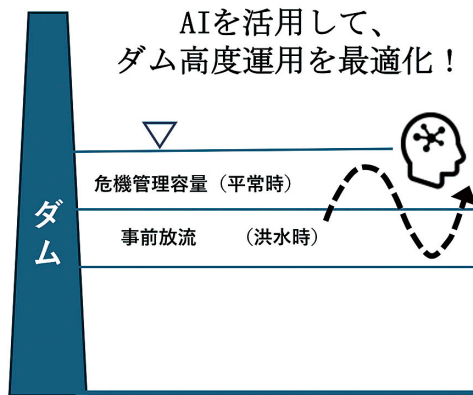 AIを活用して、
ダム高度運用を最適化！
危機管理容量（平常時）
事前放流　　（洪水時）
ダム